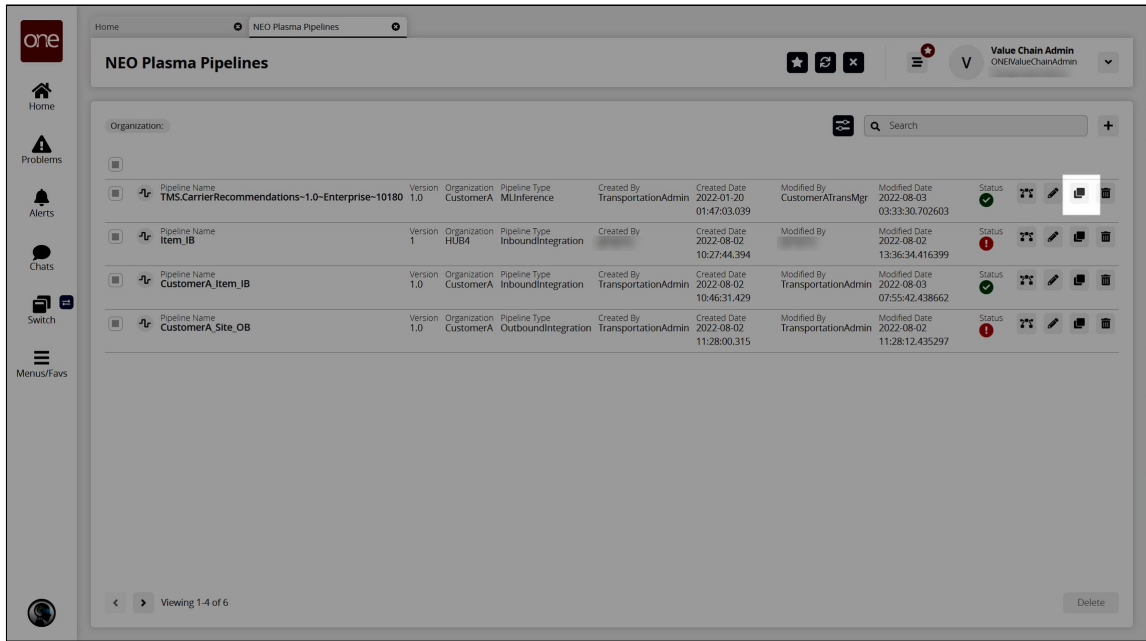 one
Home
NEO Plasma Pipelines
NEO Plasma Pipelines
V
Value Chain Admin
ONEIValueChainAdmin
Home
Problems
Alerts
Chats
Switch
Menus/Favs
Organization:
Search
Pipeline Name Version Organization Pipeline Type Created By Created Date Modified By Modified Date Status
TMS.CarrierRecommendations~1.0~Enterprise~10180 1.0 CustomerA MLInference TransportationAdmin 2022-01-20 CustomerATransMgr 2022-08-03
01:47:03.039 03:33:30.702603
Pipeline Name Version Organization Pipeline Type Created By Created Date Modified By Modified Date Status
Item_IB 1 HUB4 InboundIntegration 2022-08-02 2022-08-02
10:27:44.394 13:36:34.416399
Pipeline Name Version Organization Pipeline Type Created By Created Date Modified By Modified Date Status
CustomerA_Item_IB 1.0 CustomerA InboundIntegration TransportationAdmin 2022-08-02 TransportationAdmin 2022-08-03
10:46:31.429 07:55:42.438662
Pipeline Name Version Organization Pipeline Type Created By Created Date Modified By Modified Date Status
CustomerA_Site_OB 1.0 CustomerA OutboundIntegration TransportationAdmin 2022-08-02 TransportationAdmin 2022-08-02
11:28:00.315 11:28:12.435297
Viewing 1-4 of 6
Delete